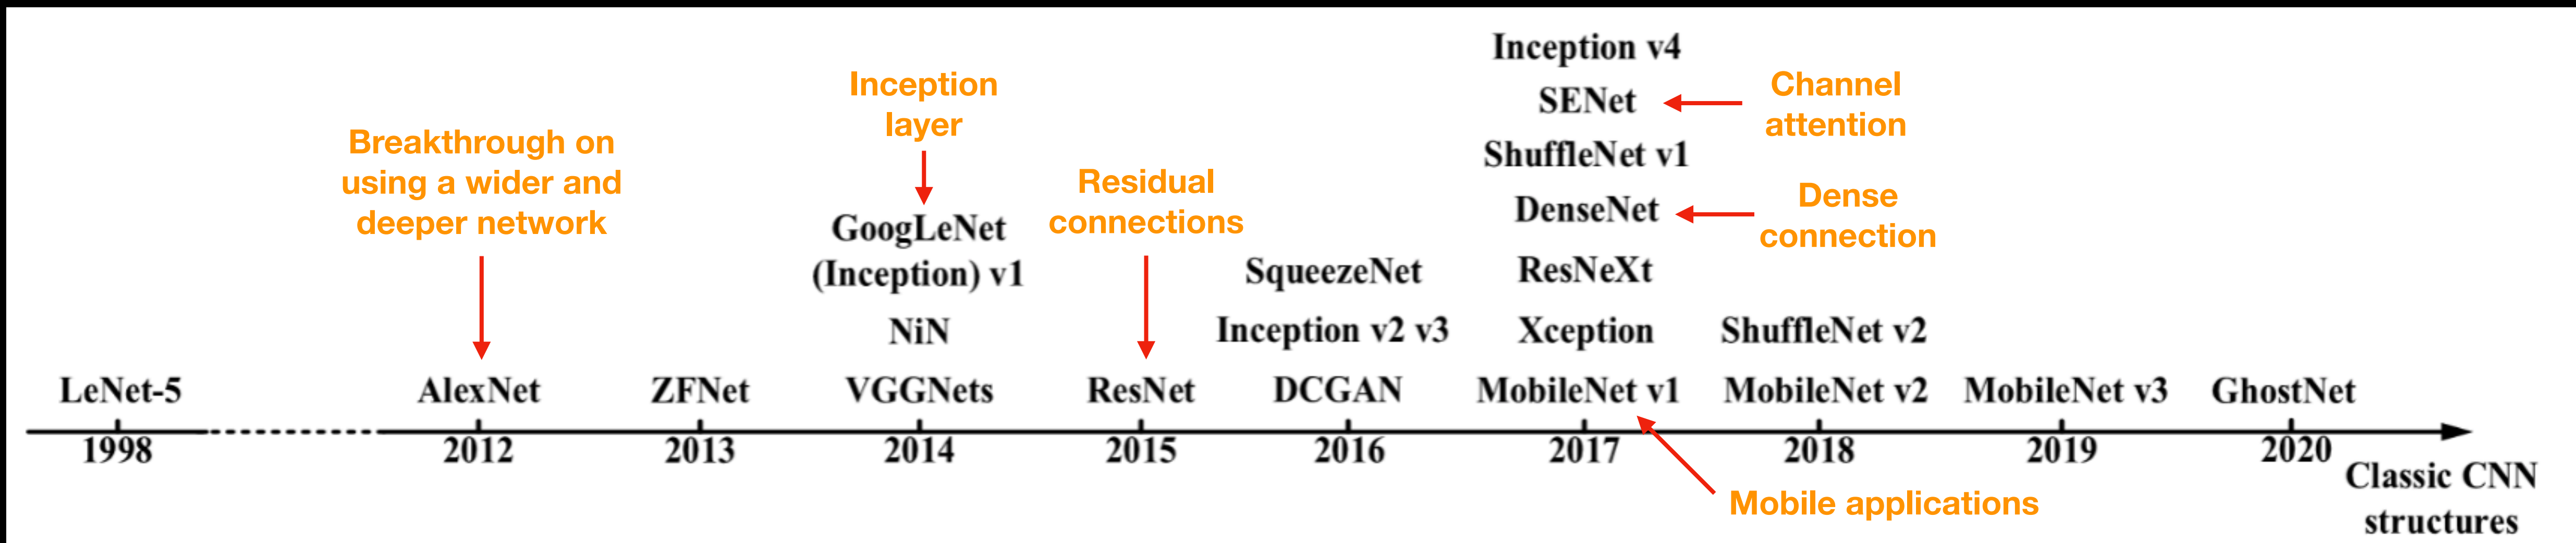 Inception v4
Inception
layer
SENet
Channel
attention
Breakthrough on
using a wider and
deeper network
ShuffleNet v1
Residual
connections
DenseNet
Dense
connection
GoogLeNet
(Inception) v1
SqueezeNet
ResNeXt
NiN
Inception v2 v3
Xception
ShuffleNet v2
LeNet-5
AlexNet
ZFNet
VGGNets
ResNet
DCGAN
MobileNet v1
MobileNet v2
MobileNet v3
GhostNet
1998
2012
2013
2014
2015
2016
2017
2018
2019
2020
Classic CNN
structures
Mobile applications